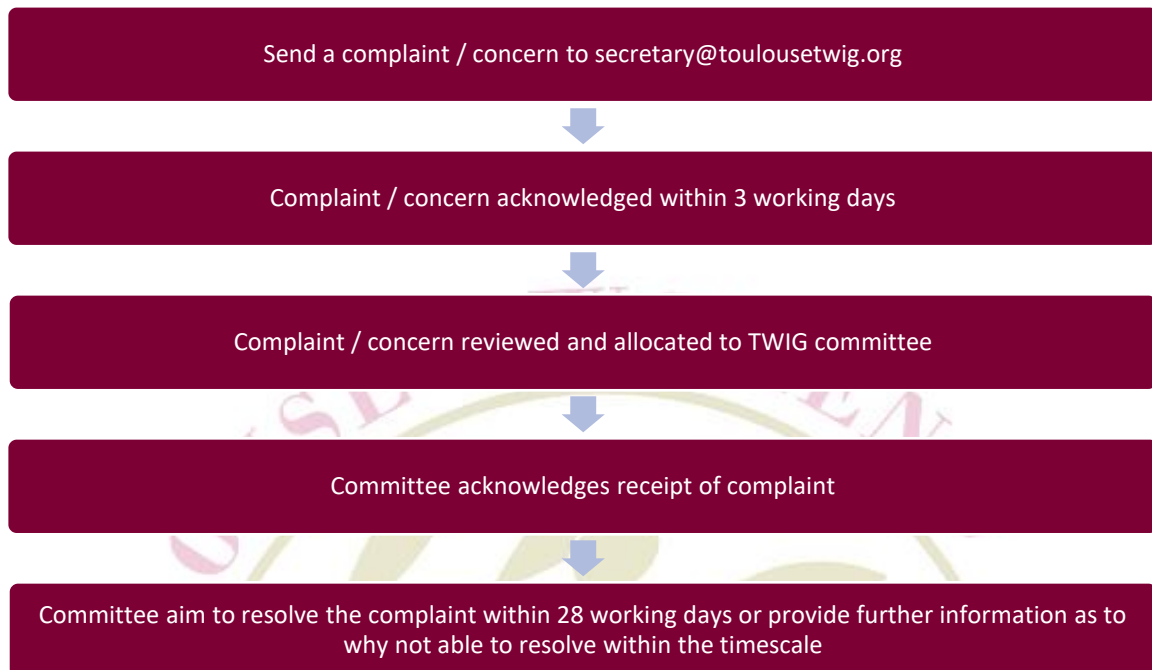 Send a complaint / concern to secretary@toulousetwig.org
Complaint / concern acknowledged within 3 working days
Complaint / concern reviewed and allocated to TWIG committee
Committee acknowledges receipt of complaint
Committee aim to resolve the complaint within 28 working days or provide further information as to
why not able to resolve within the timescale